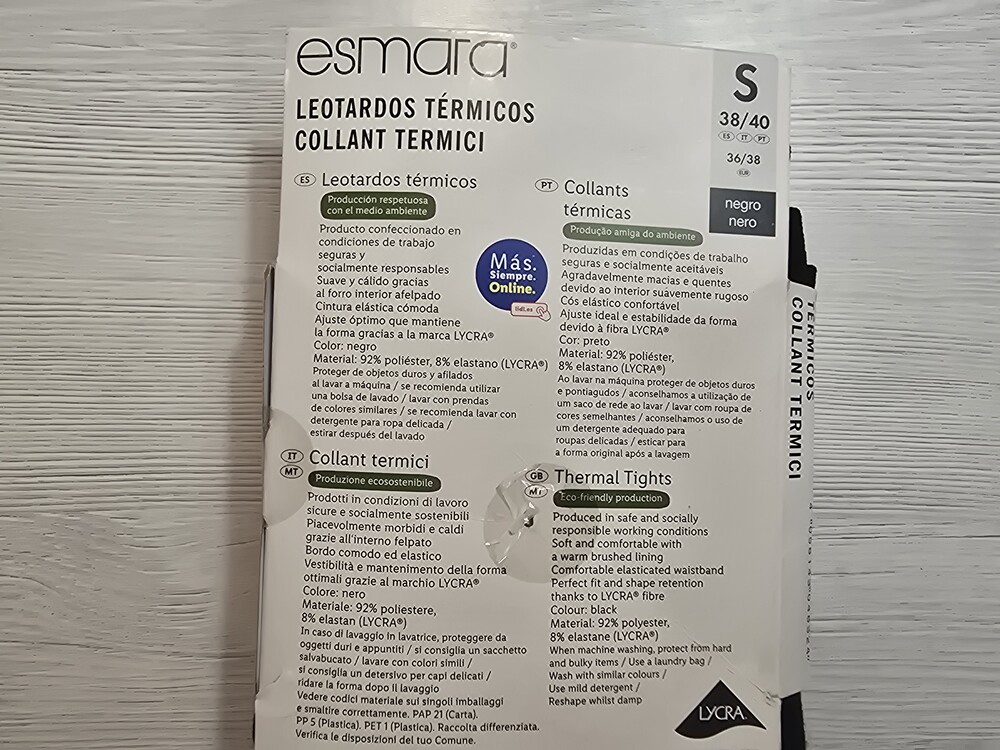 esmara®
LEOTARDOS TÉRMICOS
COLLANT TERMICI
S
38/40
ES IT PT
36/38
EUR
negro
nero
ES Leotardos térmicos
Producción respetuosa
con el medio ambiente
Producto confeccionado en
condiciones de trabajo
seguras y
socialmente responsables
Suave y cálido gracias
al forro interior afelpado
Cintura elástica cómoda
Ajuste óptimo que mantiene
la forma gracias a la marca LYCRA®
Color: negro
Material: 92% poliéster, 8% elastano (LYCRA®)
Proteger de objetos duros y afilados
al lavar a máquina / se recomienda utilizar
una bolsa de lavado / lavar con prendas
de colores similares / se recomienda lavar con
detergente para ropa delicada /
estirar después del lavado
Más.
Siempre.
Online.
lidl.es
PT Collants
térmicas
Produção amiga do ambiente
Produzidas em condições de trabalho
seguras e socialmente aceitáveis
Agradavelmente macias e quentes
devido ao interior suavemente rugoso
Cós elástico confortável
Ajuste ideal e estabilidade da forma
devido à fibra LYCRA®
Cor: preto
Material: 92% poliéster,
8% elastano (LYCRA®)
Ao lavar na máquina proteger de objetos duros
e pontiagudos / aconselhamos a utilização de
um saco de rede ao lavar / lavar com roupa de
cores semelhantes / aconselhamos o uso de
um detergente adequado para
roupas delicadas / esticar para
a forma original após a lavagem
IT MT Collant termici
Produzione ecosostenibile
Prodotti in condizioni di lavoro
sicure e socialmente sostenibili
Piacevolmente morbidi e caldi
grazie all'interno felpato
Bordo comodo ed elastico
Vestibilità e mantenimento della forma
ottimali grazie al marchio LYCRA®
Colore: nero
Materiale: 92% poliestere,
8% elastan (LYCRA®)
In caso di lavaggio in lavatrice, proteggere da
oggetti duri e appuntiti / si consiglia un sacchetto
salvabucato / lavare con colori simili /
si consiglia un detersivo per capi delicati /
ridare la forma dopo il lavaggio
Vedere codici materiale sui singoli imballaggi
e smaltire correttamente. PAP 21 (Carta).
PP 5 (Plastica). PET 1 (Plastica). Raccolta differenziata.
Verifica le disposizioni del tuo Comune.
GB MT Thermal Tights
Eco-friendly production
Produced in safe and socially
responsible working conditions
Soft and comfortable with
a warm brushed lining
Comfortable elasticated waistband
Perfect fit and shape retention
thanks to LYCRA® fibre
Colour: black
Material: 92% polyester,
8% elastane (LYCRA®)
When machine washing, protect from hard
and bulky items / Use a laundry bag /
Wash with similar colours /
Use mild detergent /
Reshape whilst damp
LYCRA®
TÉRMICOS
COLLANT TERMICI